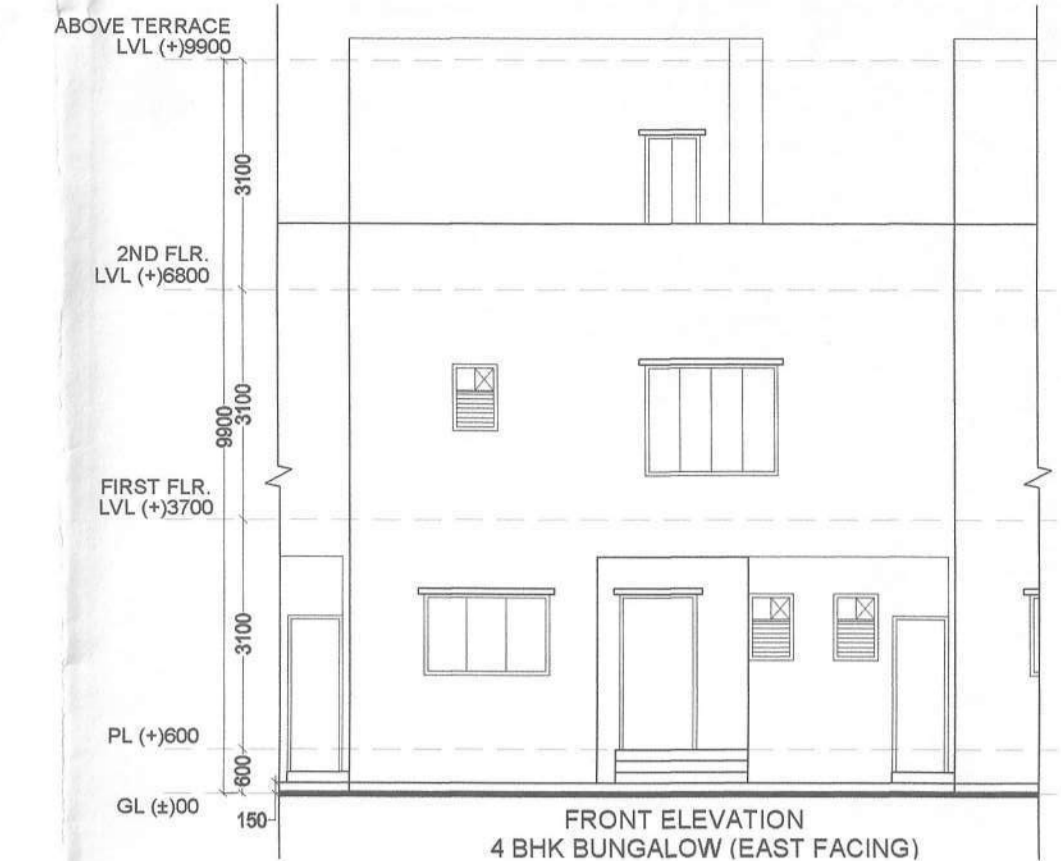 ABOVE TERRACE
LVL (+)9900
3100
2ND FLR.
LVL (+)6800
3100
9900
FIRST FLR.
LVL (+)3700
3100
PL (+)600
600
GL (±)00
150
FRONT ELEVATION
4 BHK BUNGALOW (EAST FACING)